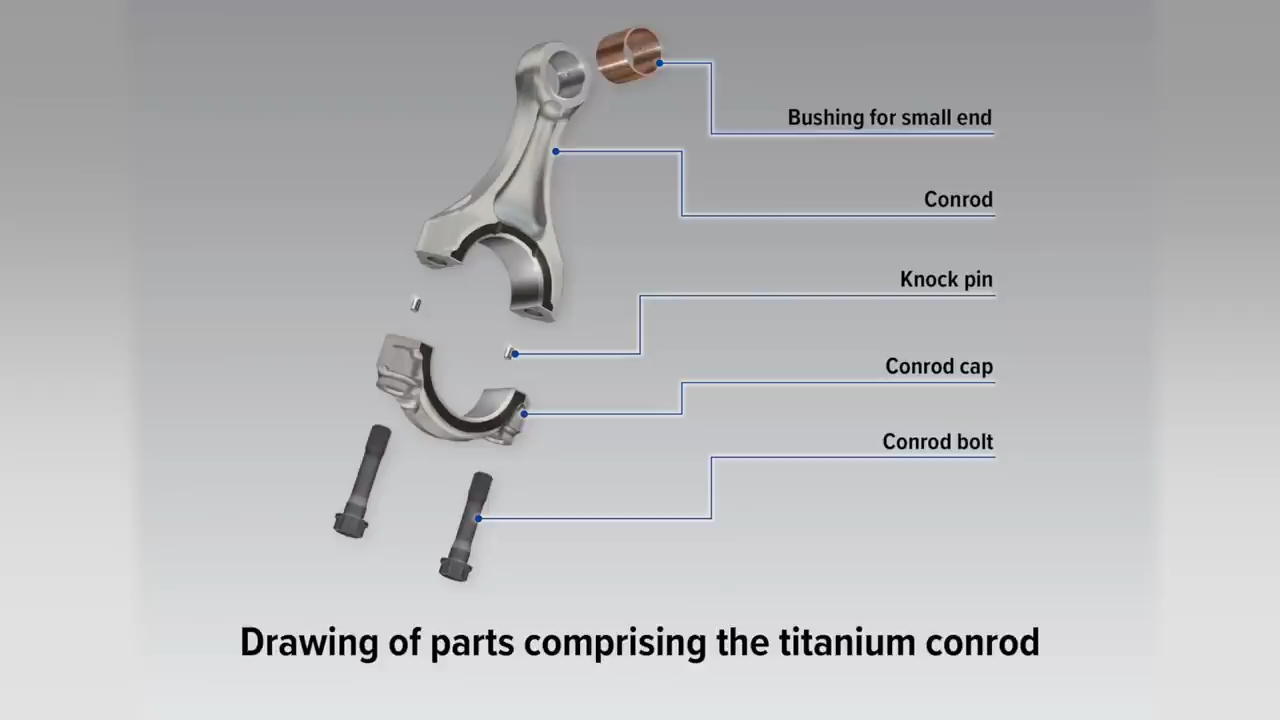 Bushing for small end
Conrod
Knock pin
Conrod cap
Conrod bolt
Drawing of parts comprising the titanium conrod